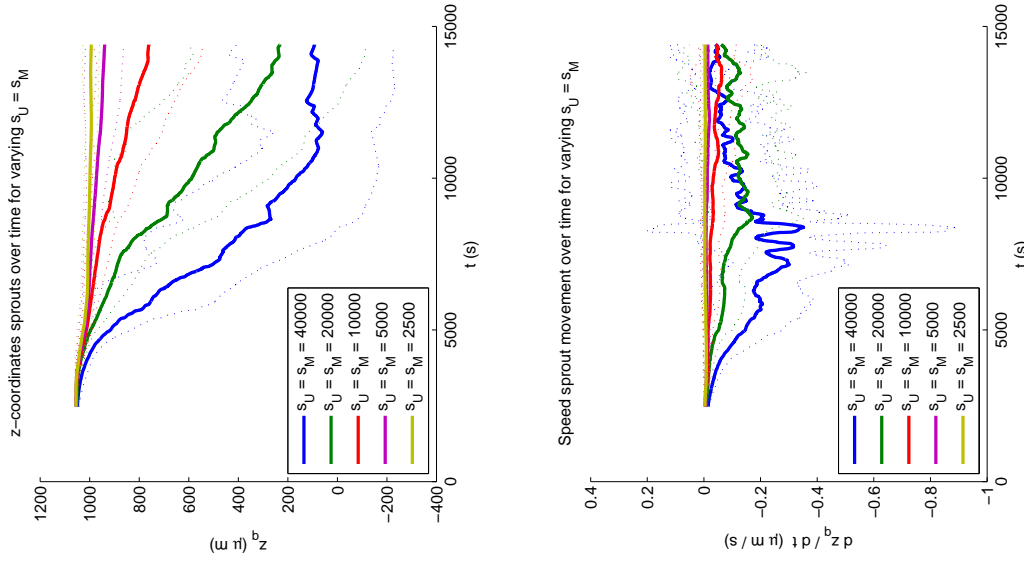 z−coordinates sprouts over time for varying s_U = s_M
1200
1000
800
600
400
200
0
−200
−400
z_q (μ m)
0
5000
10000
15000
t (s)
s_U = s_M = 40000
s_U = s_M = 20000
s_U = s_M = 10000
s_U = s_M = 5000
s_U = s_M = 2500
Speed sprout movement over time for varying s_U = s_M
0.4
0.2
0
−0.2
−0.4
−0.6
−0.8
−1
d z_q / d t (μ m / s)
0
5000
10000
15000
t (s)
s_U = s_M = 40000
s_U = s_M = 20000
s_U = s_M = 10000
s_U = s_M = 5000
s_U = s_M = 2500